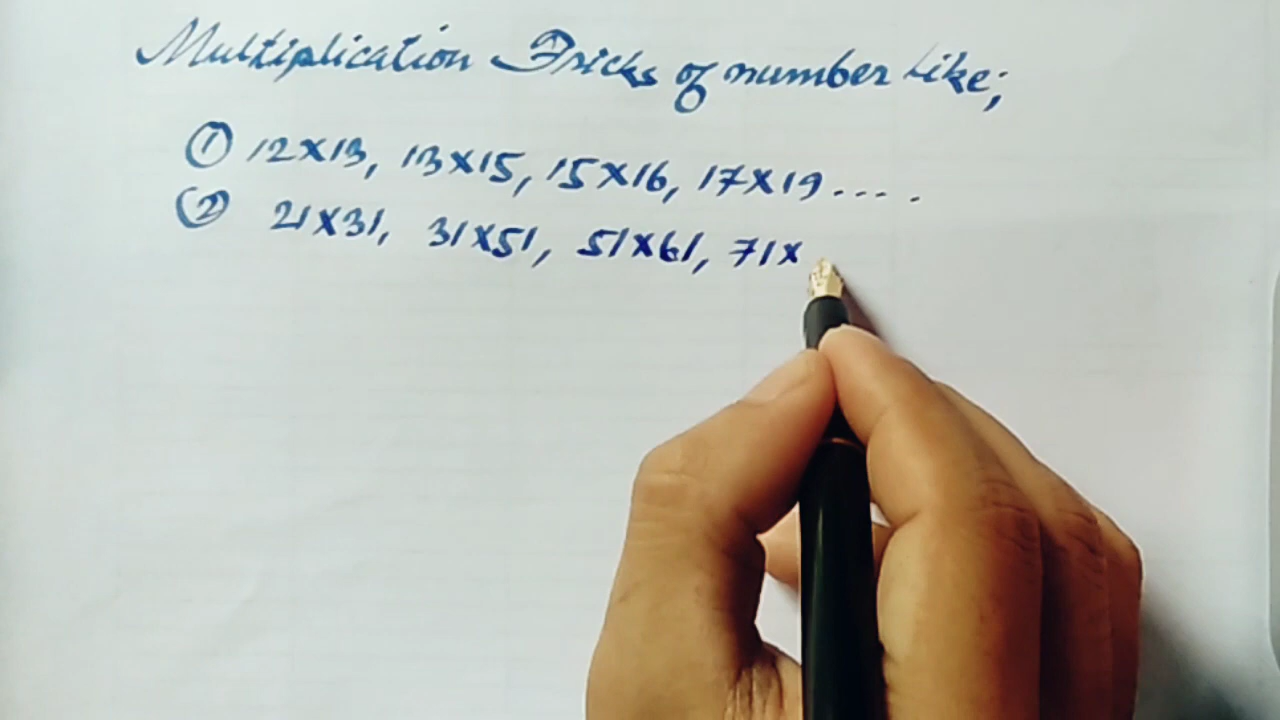 Multiplication Tricks of number like;
① 12×13, 13×15, 15×16, 17×19.....
② 21×31, 31×51, 51×61, 71×